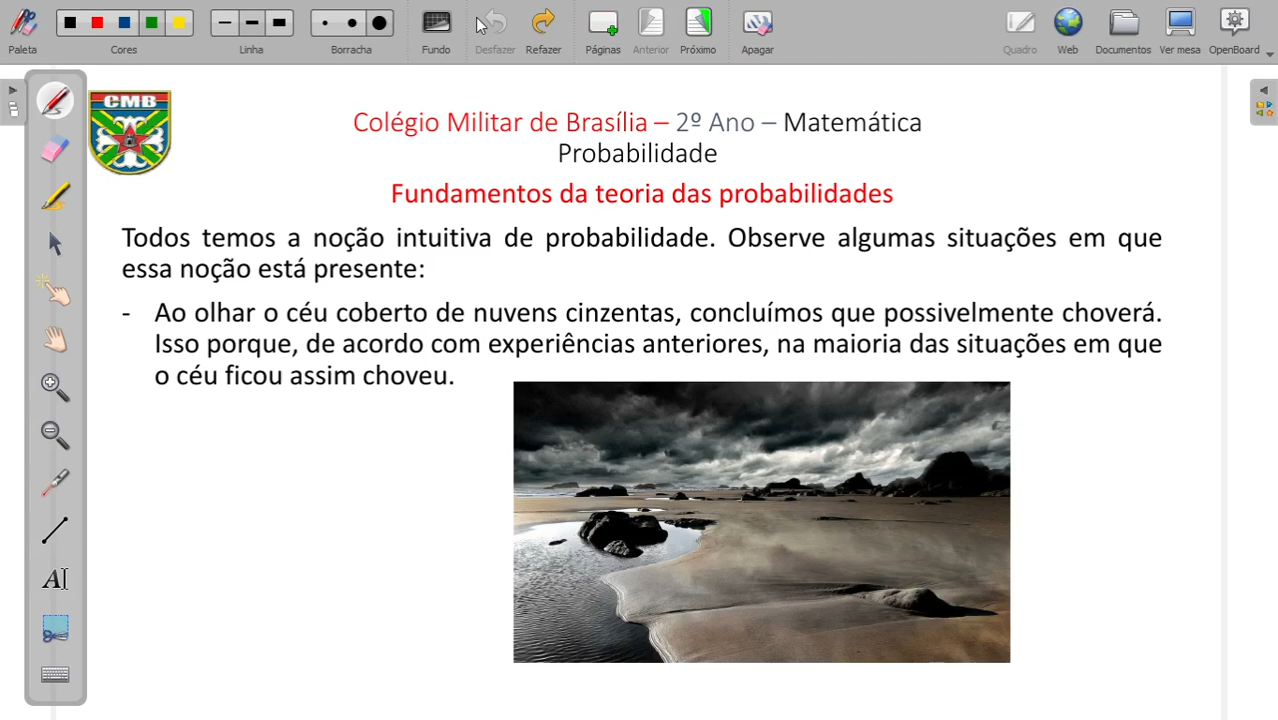 Paleta
Cores
Linha
Borracha
Fundo
Desfazer
Refazer
Páginas
Anterior
Próximo
Apagar
Quadro
Web
Documentos
Ver mesa
OpenBoard
CMB
Colégio Militar de Brasília – 2º Ano – Matemática
Probabilidade
Fundamentos da teoria das probabilidades
Todos temos a noção intuitiva de probabilidade. Observe algumas situações em que
essa noção está presente:
- Ao olhar o céu coberto de nuvens cinzentas, concluímos que possivelmente choverá.
Isso porque, de acordo com experiências anteriores, na maioria das situações em que
o céu ficou assim choveu.
A